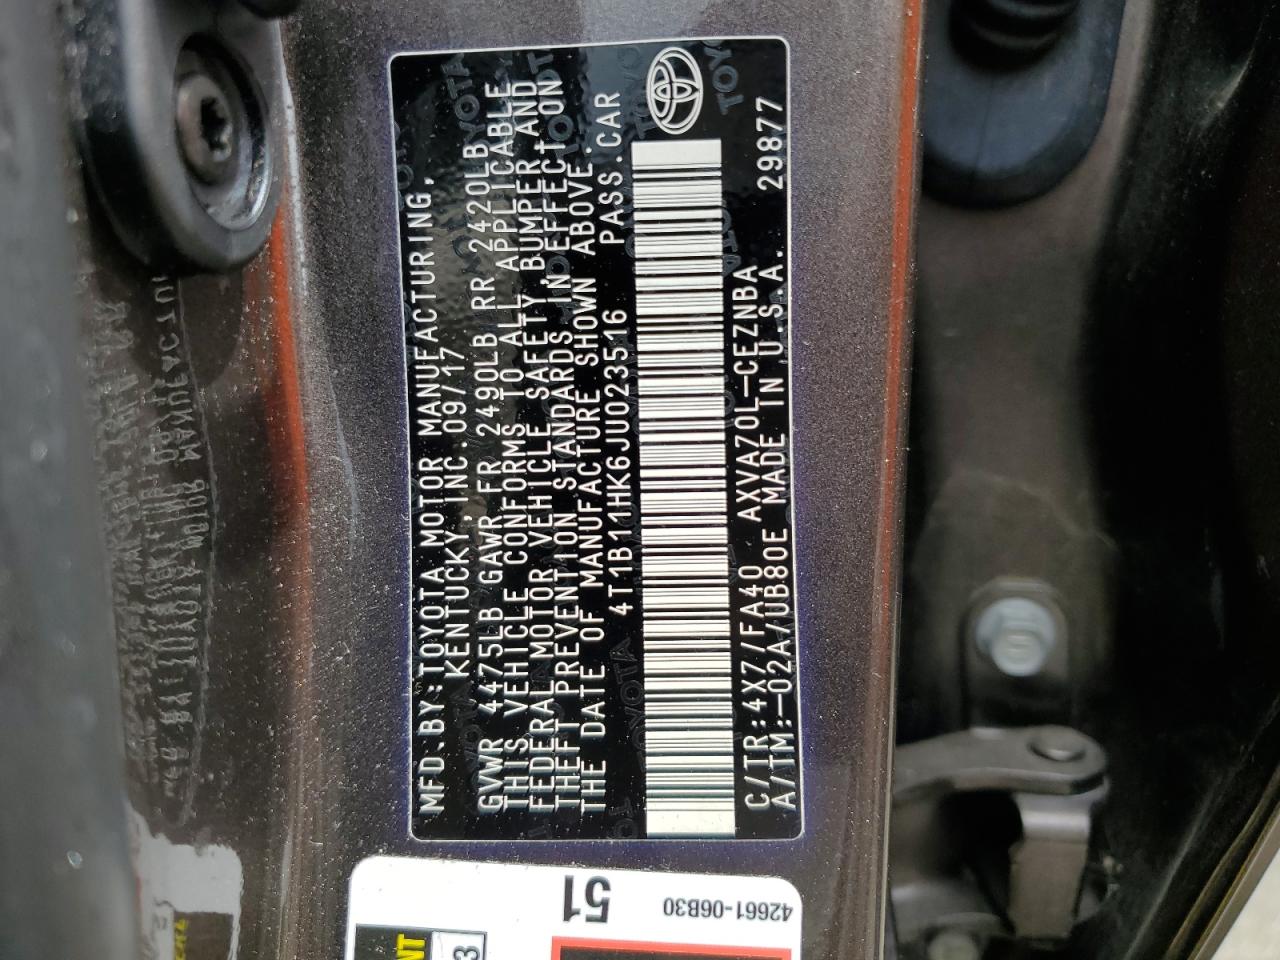 MFD.BY:TOYOTA MOTOR MANUFACTURING,
KENTUCKY,INC.09/17
GVWR 4475LB GAWR FR 2490LB RR 2420LB
THIS VEHICLE CONFORMS TO ALL APPLICABLE
FEDERAL MOTOR VEHICLE SAFETY,BUMPER,AND
THEFT PREVENTION STANDARDS IN EFFECT ON
THE DATE OF MANUFACTURE SHOWN ABOVE.
4T1B11HK6JU023516 PASS.CAR
C/TR:4X7/FA40 AXVA70L-CEZNBA
A/TM:-02A/UB80E MADE IN U.S.A. 29877
51
42661-06B30